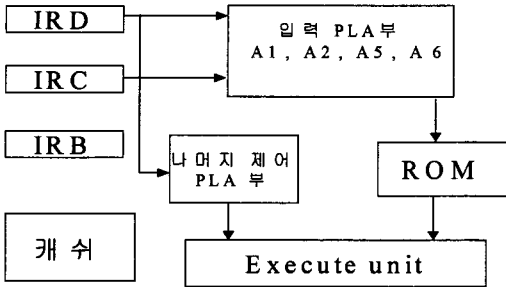 IRD
입력 PLA부
A1, A2, A5, A 6
IRC
IRB
나머지 제어
PLA 부
ROM
캐쉬
Execute unit